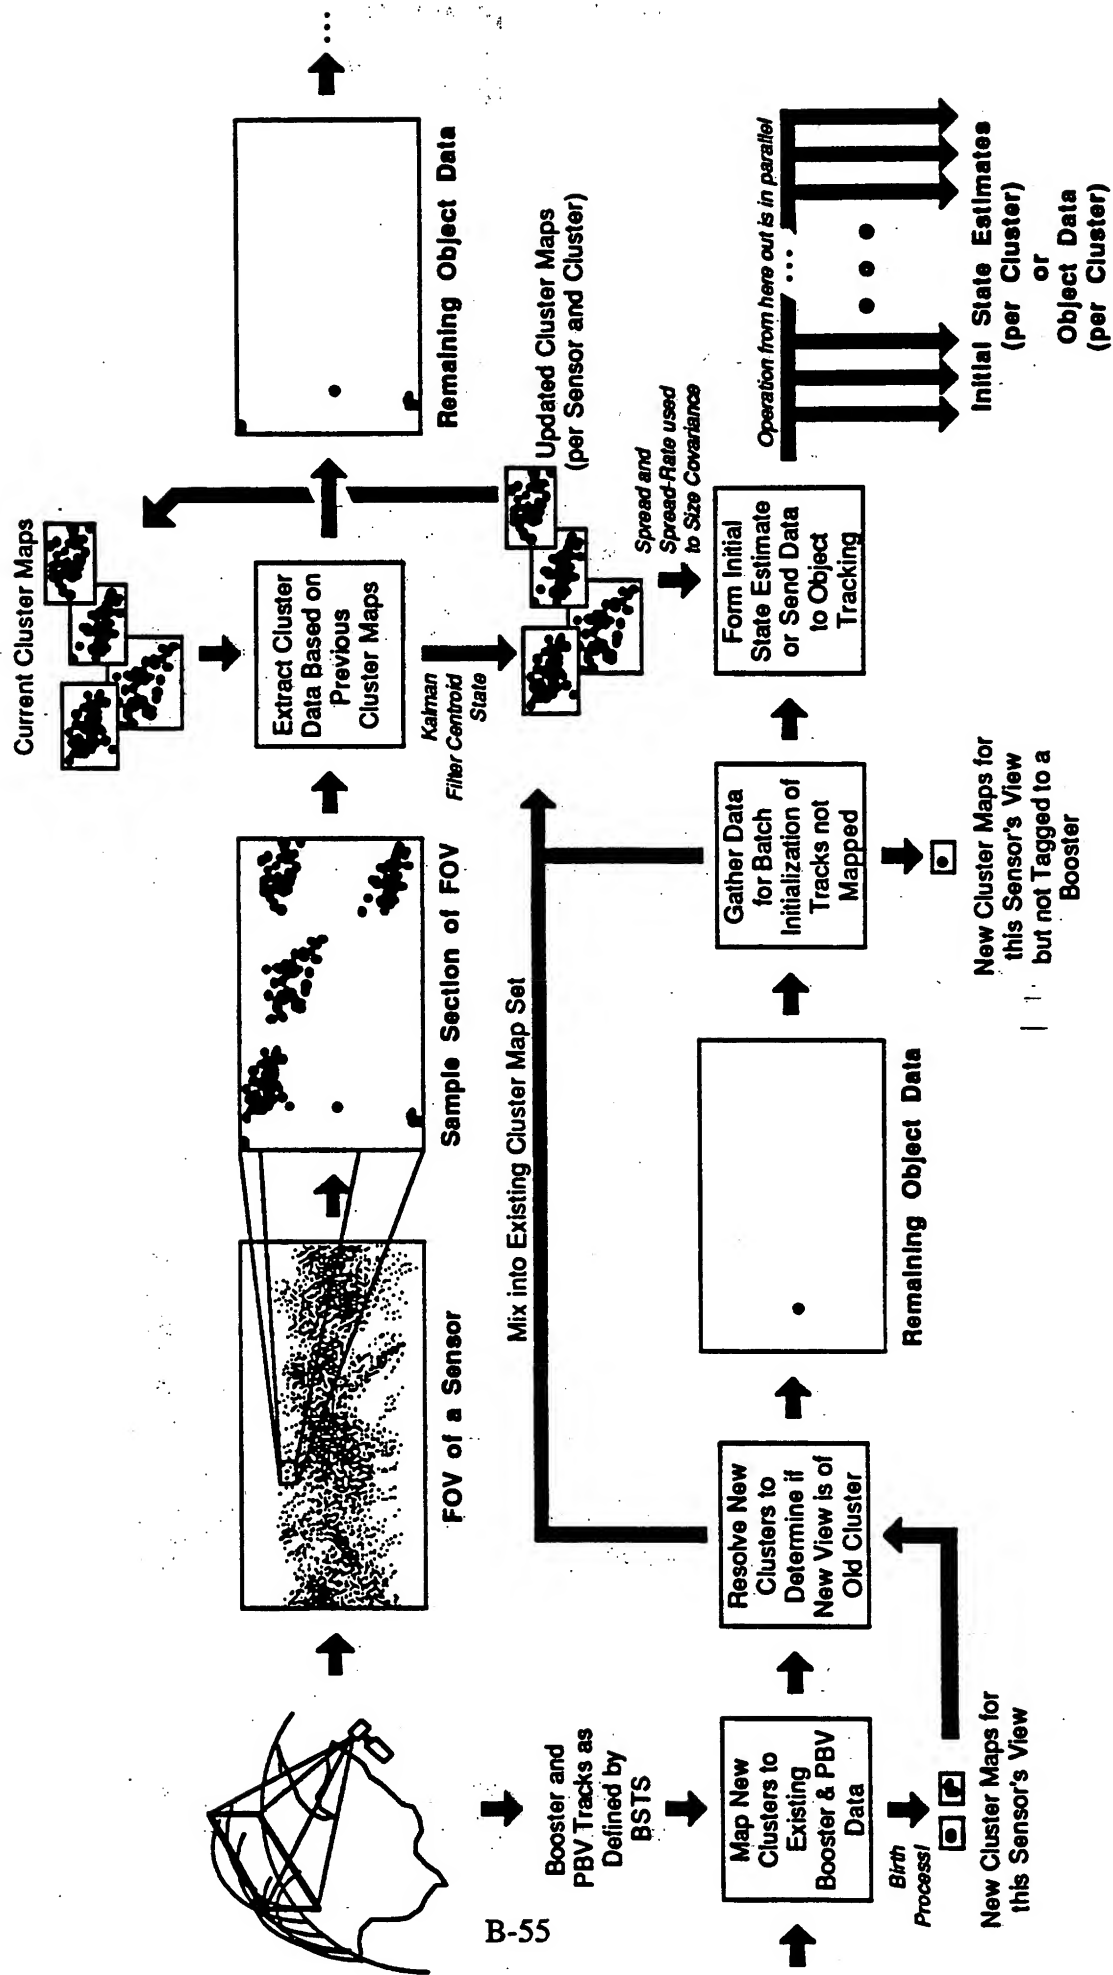 Current Cluster Maps
...
FOV of a Sensor
Sample Section of FOV
Extract Cluster
Data Based on
Previous
Cluster Maps
Remaining Object Data
Kalman
Filter Centroid
State
Updated Cluster Maps
(per Sensor and Cluster)
Mix into Existing Cluster Map Set
Spread and
Spread-Rate used
to Size Covariance
Booster and
PBV Tracks as
Defined by
BSTS
Map New
Clusters to
Existing
Booster & PBV
Data
Birth
Process!
New Cluster Maps for
this Sensor's View
Resolve New
Clusters to
Determine if
New View is of
Old Cluster
Remaining Object Data
Gather Data
for Batch
Initialization of
Tracks not
Mapped
New Cluster Maps for
this Sensor's View
but not Tagged to a
Booster
Form Initial
State Estimate
or Send Data
to Object
Tracking
Operation from here out is in parallel
...
Initial State Estimates
(per Cluster)
or
Object Data
(per Cluster)
B-55